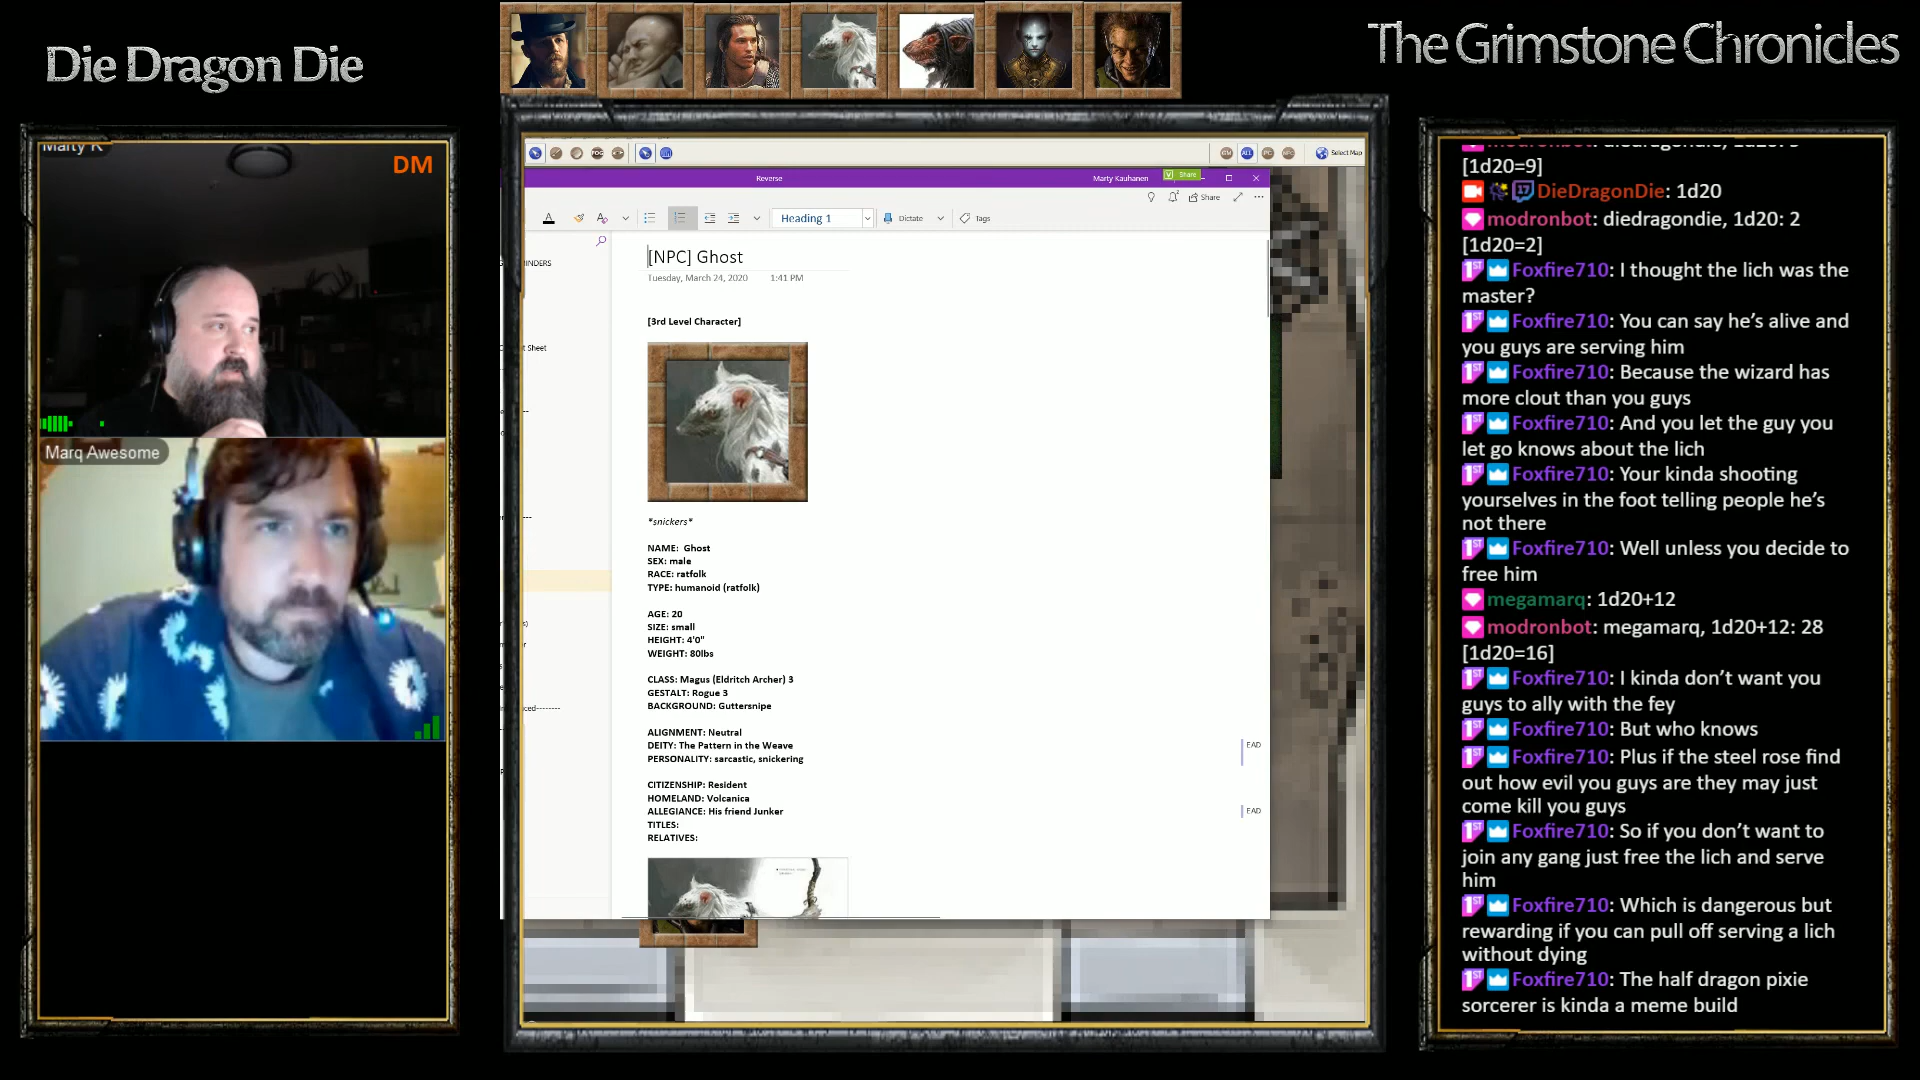 Die Dragon Die
The Grimstone Chronicles
Marty K
DM
Marq Awesome
Select Map
Reverse
Marty Kauhanen
Share
Share
Heading 1
Dictate
Tags
INDERS
t Sheet
[NPC] Ghost
Tuesday, March 24, 2020 1:41 PM
[3rd Level Character]
*snickers*
NAME: Ghost
SEX: male
RACE: ratfolk
TYPE: humanoid (ratfolk)
AGE: 20
SIZE: small
HEIGHT: 4'0"
WEIGHT: 80lbs
CLASS: Magus (Eldritch Archer) 3
GESTALT: Rogue 3
BACKGROUND: Guttersnipe
ALIGNMENT: Neutral
DEITY: The Pattern in the Weave
PERSONALITY: sarcastic, snickering
CITIZENSHIP: Resident
HOMELAND: Volcanica
ALLEGIANCE: His friend Junker
TITLES:
RELATIVES:
EAD
EAD
uced--------
[1d20=9]
DieDragonDie: 1d20
modronbot: diedragondie, 1d20: 2
[1d20=2]
Foxfire710: I thought the lich was the
master?
Foxfire710: You can say he's alive and
you guys are serving him
Foxfire710: Because the wizard has
more clout than you guys
Foxfire710: And you let the guy you
let go knows about the lich
Foxfire710: Your kinda shooting
yourselves in the foot telling people he's
not there
Foxfire710: Well unless you decide to
free him
megamarq: 1d20+12
modronbot: megamarq, 1d20+12: 28
[1d20=16]
Foxfire710: I kinda don't want you
guys to ally with the fey
Foxfire710: But who knows
Foxfire710: Plus if the steel rose find
out how evil you guys are they may just
come kill you guys
Foxfire710: So if you don't want to
join any gang just free the lich and serve
him
Foxfire710: Which is dangerous but
rewarding if you can pull off serving a lich
without dying
Foxfire710: The half dragon pixie
sorcerer is kinda a meme build